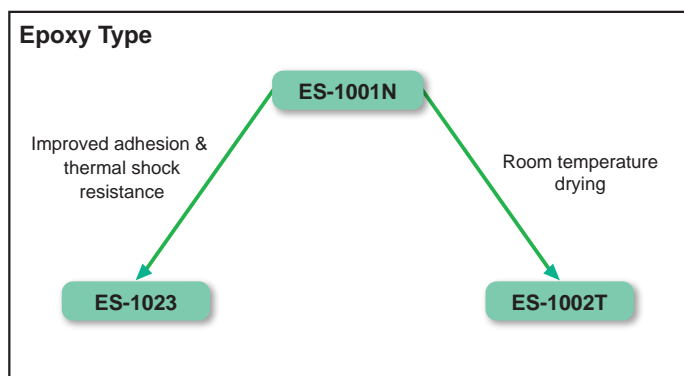 Epoxy Type
ES-1001N
Improved adhesion &
thermal shock
resistance
Room temperature
drying
ES-1023
ES-1002T